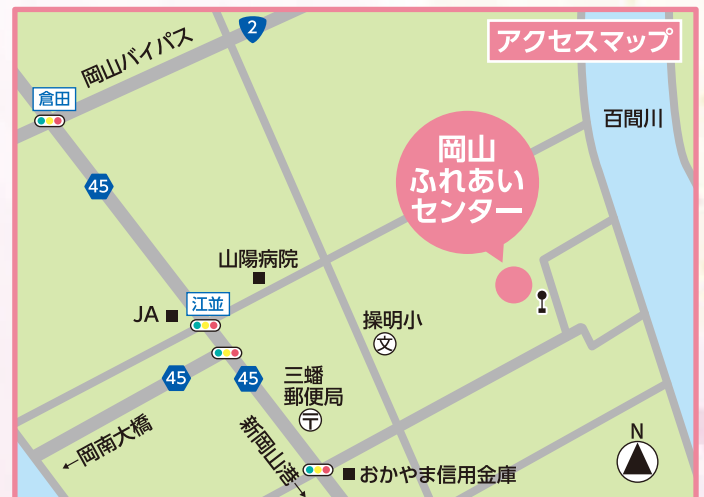 アクセスマップ
2
岡山バイパス
倉田
百間川
岡山
ふれあい
センター
45
山陽病院
江並
JA
操明小
文
45
45
三蟠
郵便局
〒
岡南大橋
新岡山港
おかやま信用金庫
N